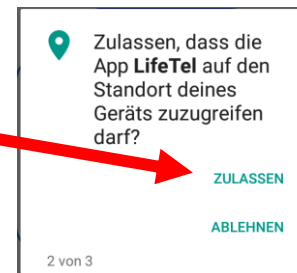 Zulassen, dass die
App LifeTel auf den
Standort deines
Geräts zuzugreifen
darf?
ZULASSEN
ABLEHNEN
2 von 3